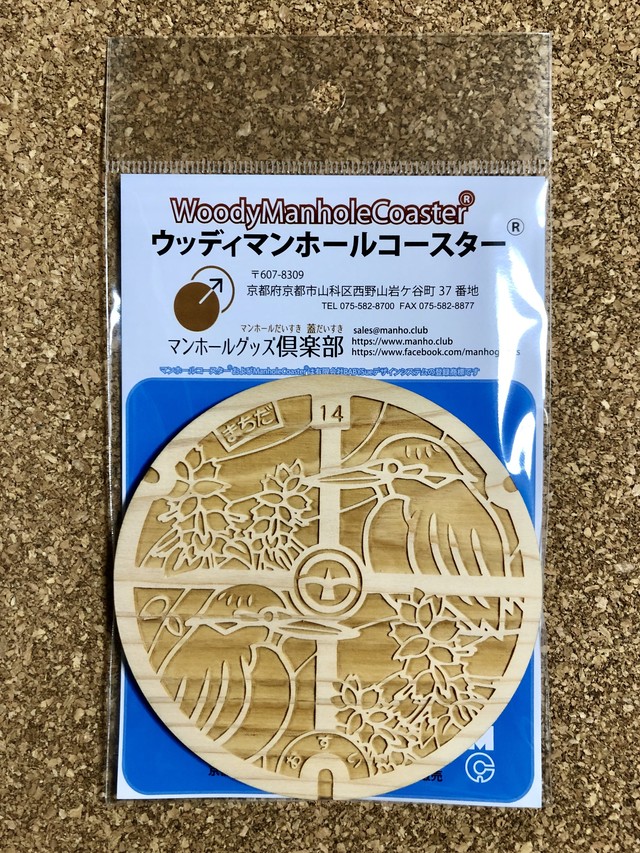 WoodyManholeCoaster®
ウッディマンホールコースター®
〒607-8309
京都府京都市山科区西野山岩ケ谷町 37 番地
TEL 075-582-8700 FAX 075-582-8877
マンホールだいすき 蓋だいすき
マンホールグッズ倶楽部
sales@manho.club
https://www.manho.club
https://www.facebook.com/manhog
まちだ
14